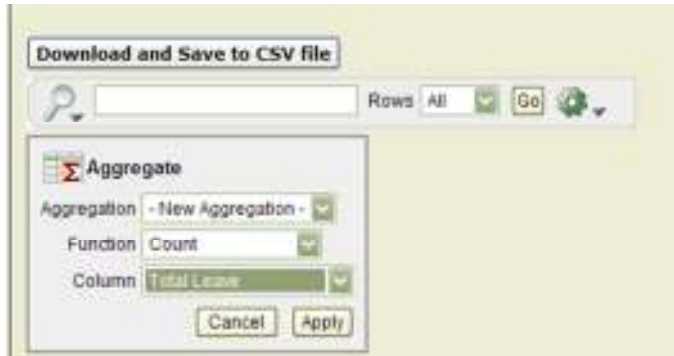 Download and Save to CSV file
Rows All Go
Aggregate
Aggregation - New Aggregation -
Function Count
Column Total Leave
Cancel Apply